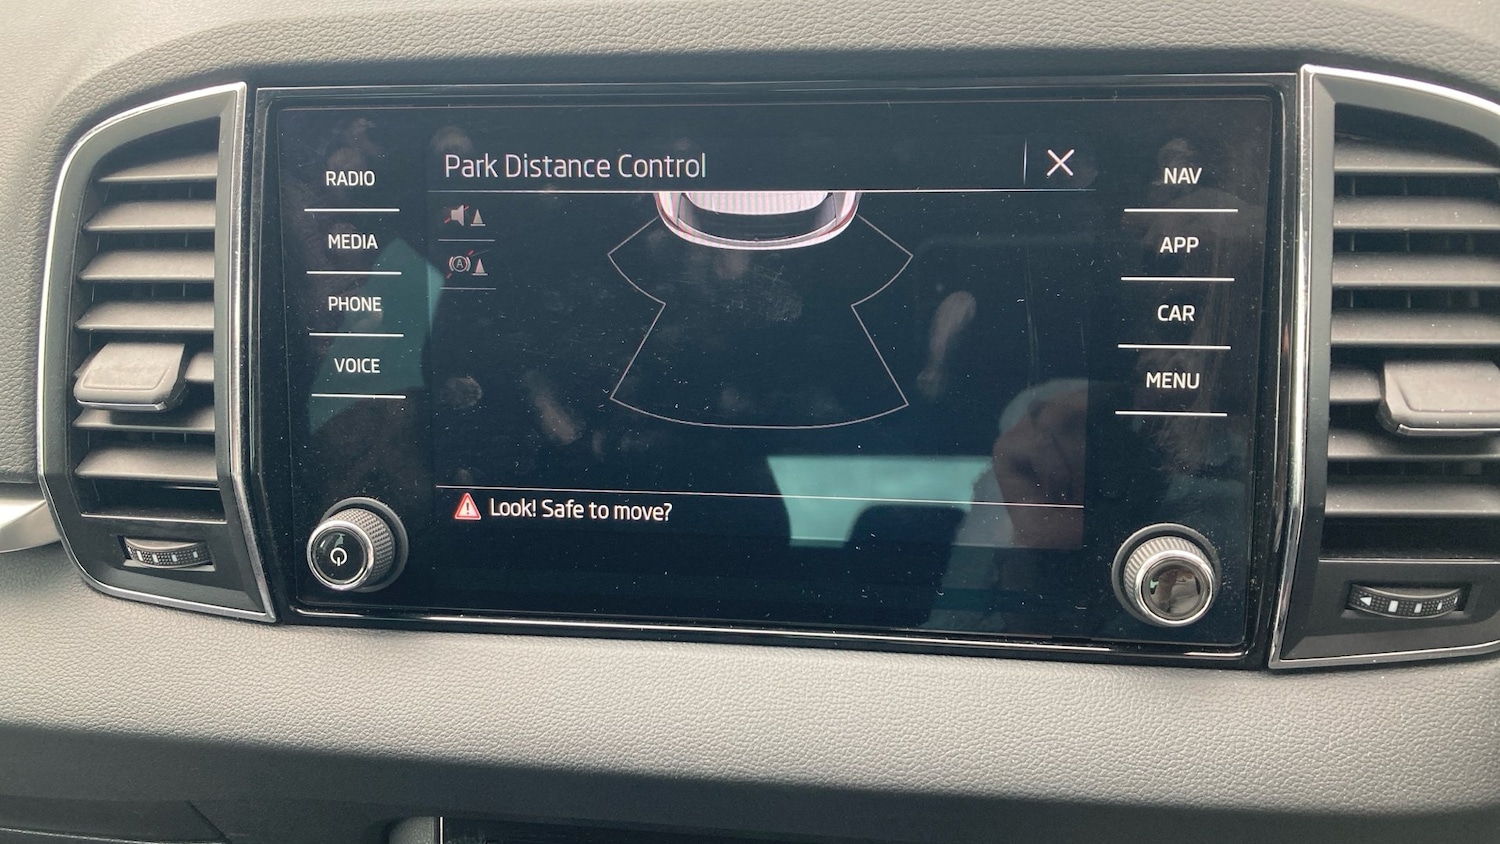 Park Distance Control
RADIO
MEDIA
PHONE
VOICE
NAV
APP
CAR
MENU
A
Look! Safe to move?